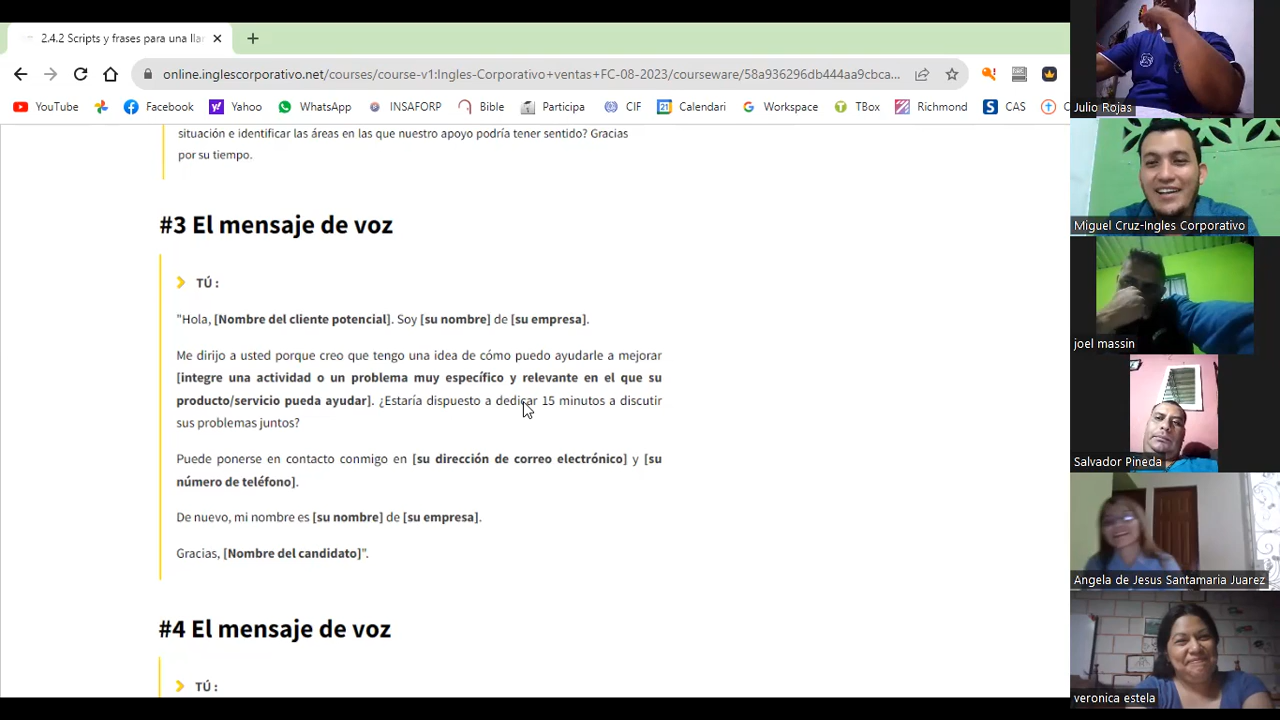 2.4.2 Scripts y frases para una lla
online.inglescorporativo.net/courses/course-v1:Ingles-Corporativo+ventas+FC-08-2023/courseware/58a936296db444aa9cbca...
YouTube Facebook Yahoo WhatsApp INSAFORP Bible Participa CIF Calendari Workspace TBox Richmond CAS
situación e identificar las áreas en las que nuestro apoyo podría tener sentido? Gracias
por su tiempo.
#3 El mensaje de voz
TÚ :
"Hola, [Nombre del cliente potencial]. Soy [su nombre] de [su empresa].
Me dirijo a usted porque creo que tengo una idea de cómo puedo ayudarle a mejorar
[integre una actividad o un problema muy específico y relevante en el que su
producto/servicio pueda ayudar]. ¿Estaría dispuesto a dedicar 15 minutos a discutir
sus problemas juntos?
Puede ponerse en contacto conmigo en [su dirección de correo electrónico] y [su
número de teléfono].
De nuevo, mi nombre es [su nombre] de [su empresa].
Gracias, [Nombre del candidato]".
#4 El mensaje de voz
TÚ :
Julio Rojas
Miguel Cruz-Ingles Corporativo
joel massin
Salvador Pineda
Angela de Jesus Santamaria Juarez
veronica estela